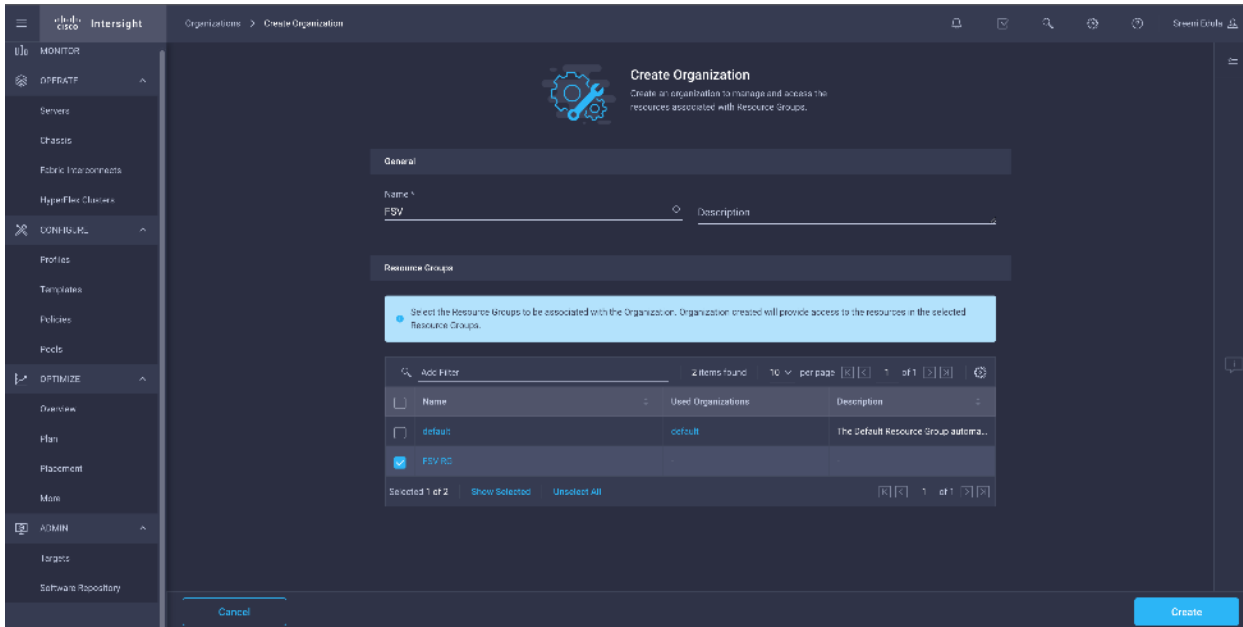 cisco Intersight
Organizations > Create Organization
Sreeni Edula
MONITOR
OPERATE
Servers
Chassis
Fabric Interconnects
HyperFlex Clusters
CONFIGURE
Profiles
Templates
Policies
Pools
OPTIMIZE
Overview
Plan
Placement
More
ADMIN
Targets
Software Repository
Create Organization
Create an organization to manage and access the
resources associated with Resource Groups.
General
Name *
FSV
Description
Resource Groups
Select the Resource Groups to be associated with the Organization. Organization created will provide access to the resources in the selected
Resource Groups.
Add Filter 2 items found 10 per page 1 of 1
Name Used Organizations Description
default default The Default Resource Group automa...
FSV-RG - -
Selected 1 of 2 Show Selected Unselect All 1 of 1
Cancel Create